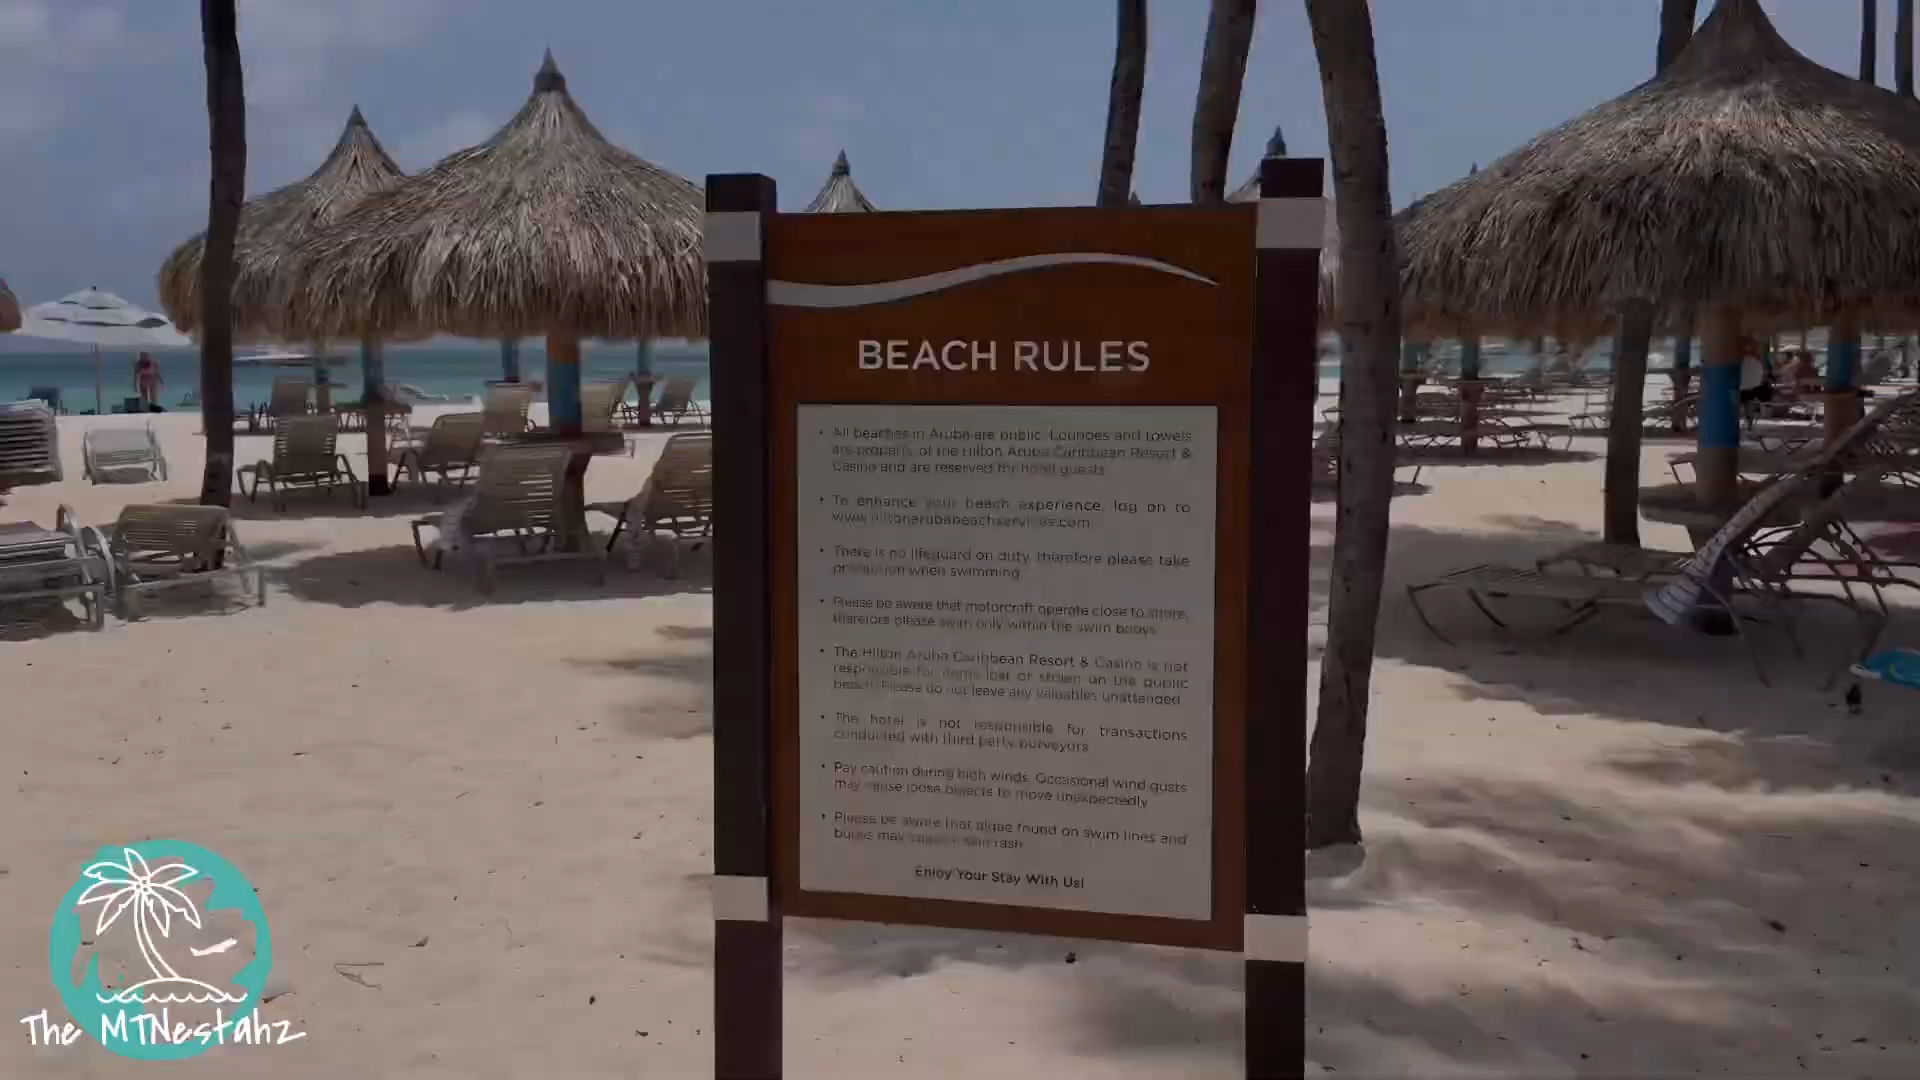 BEACH RULES
• All beaches in Aruba are public. Lounges and towels
are property of the Hilton Aruba Caribbean Resort &
Casino and are reserved for hotel guests
• To enhance your beach experience, log on to
www.hiltonarubabeachservices.com
• There is no lifeguard on duty, therefore please take
precaution when swimming
• Please be aware that motorcraft operate close to shore,
therefore please swim only within the swim buoys
• The Hilton Aruba Caribbean Resort & Casino is not
responsible for items lost or stolen on the public
beach. Please do not leave any valuables unattended
• The hotel is not responsible for transactions
conducted with third party purveyors
• Pay caution during high winds. Occasional wind gusts
may cause loose objects to move unexpectedly
• Please be aware that algae found on swim lines and
buoys may skin rash
Enjoy Your Stay With Us!
The MTNestahz